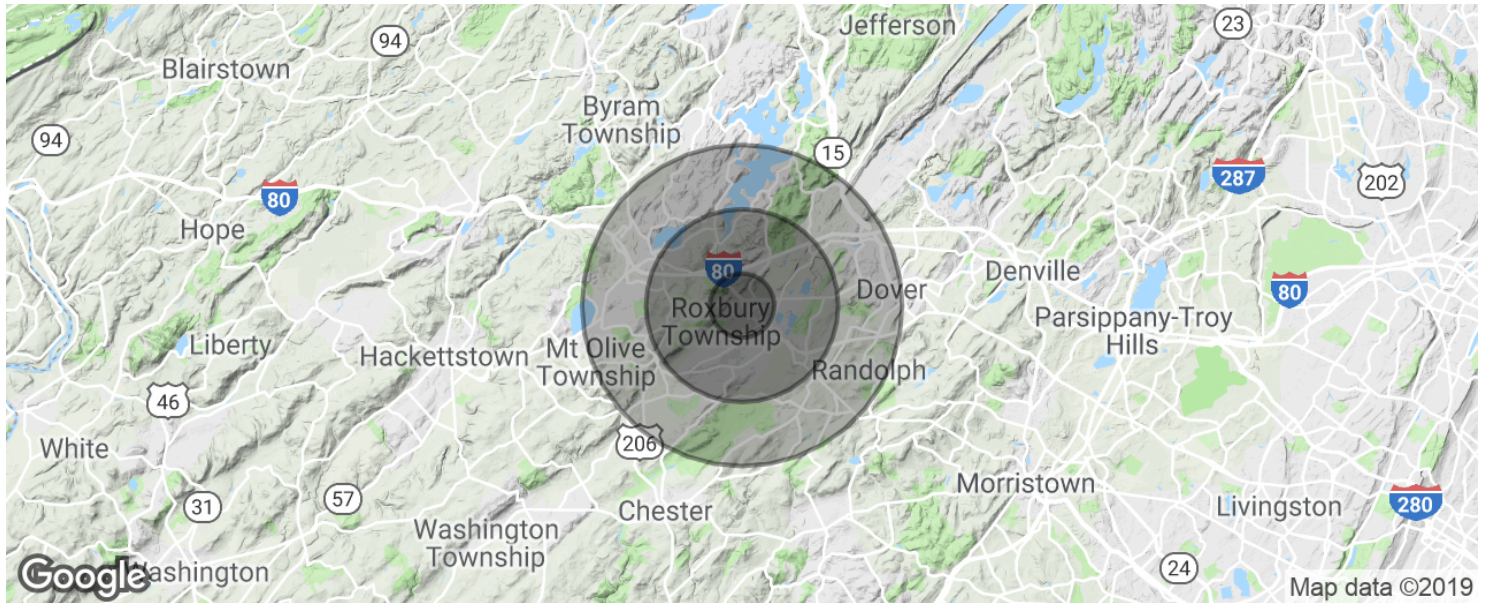 Jefferson
23
94
Blairstown
Byram
Township
94
15
80
287
202
Hope
80
Denville
80
Dover
Roxbury
Township
Parsippany-Troy
Hills
Liberty
Hackettstown
Mt Olive
Township
Randolph
46
206
White
Morristown
57
31
280
Livingston
Chester
Washington
Township
24
Google
Washington
Map data ©2019